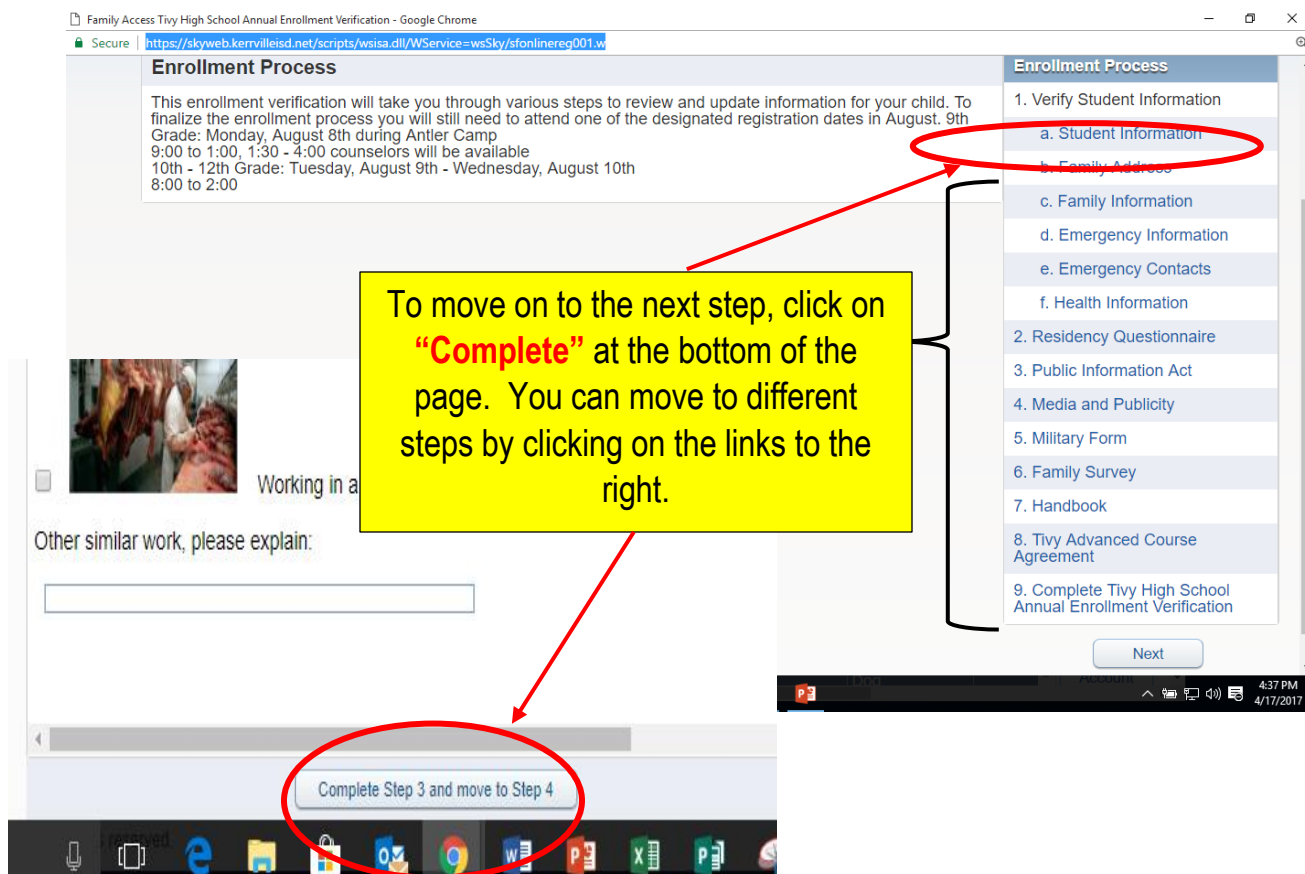 Family Access Tivy High School Annual Enrollment Verification - Google Chrome
Secure | https://skyweb.kerrvilleisd.net/scripts/wsisa.dll/WService=wsSky/sfonlinereg001.w
Enrollment Process
This enrollment verification will take you through various steps to review and update information for your child. To
finalize the enrollment process you will still need to attend one of the designated registration dates in August. 9th
Grade: Monday, August 8th during Antler Camp
9:00 to 1:00, 1:30 - 4:00 counselors will be available
10th - 12th Grade: Tuesday, August 9th - Wednesday, August 10th
8:00 to 2:00
Enrollment Process
1. Verify Student Information
a. Student Information
b. Family Address
c. Family Information
d. Emergency Information
e. Emergency Contacts
f. Health Information
2. Residency Questionnaire
3. Public Information Act
4. Media and Publicity
5. Military Form
6. Family Survey
7. Handbook
8. Tivy Advanced Course
Agreement
9. Complete Tivy High School
Annual Enrollment Verification
Next
Account
4:37 PM
4/17/2017
To move on to the next step, click on
“Complete” at the bottom of the
page. You can move to different
steps by clicking on the links to the
right.
Working in a
Other similar work, please explain:
Complete Step 3 and move to Step 4
reserved